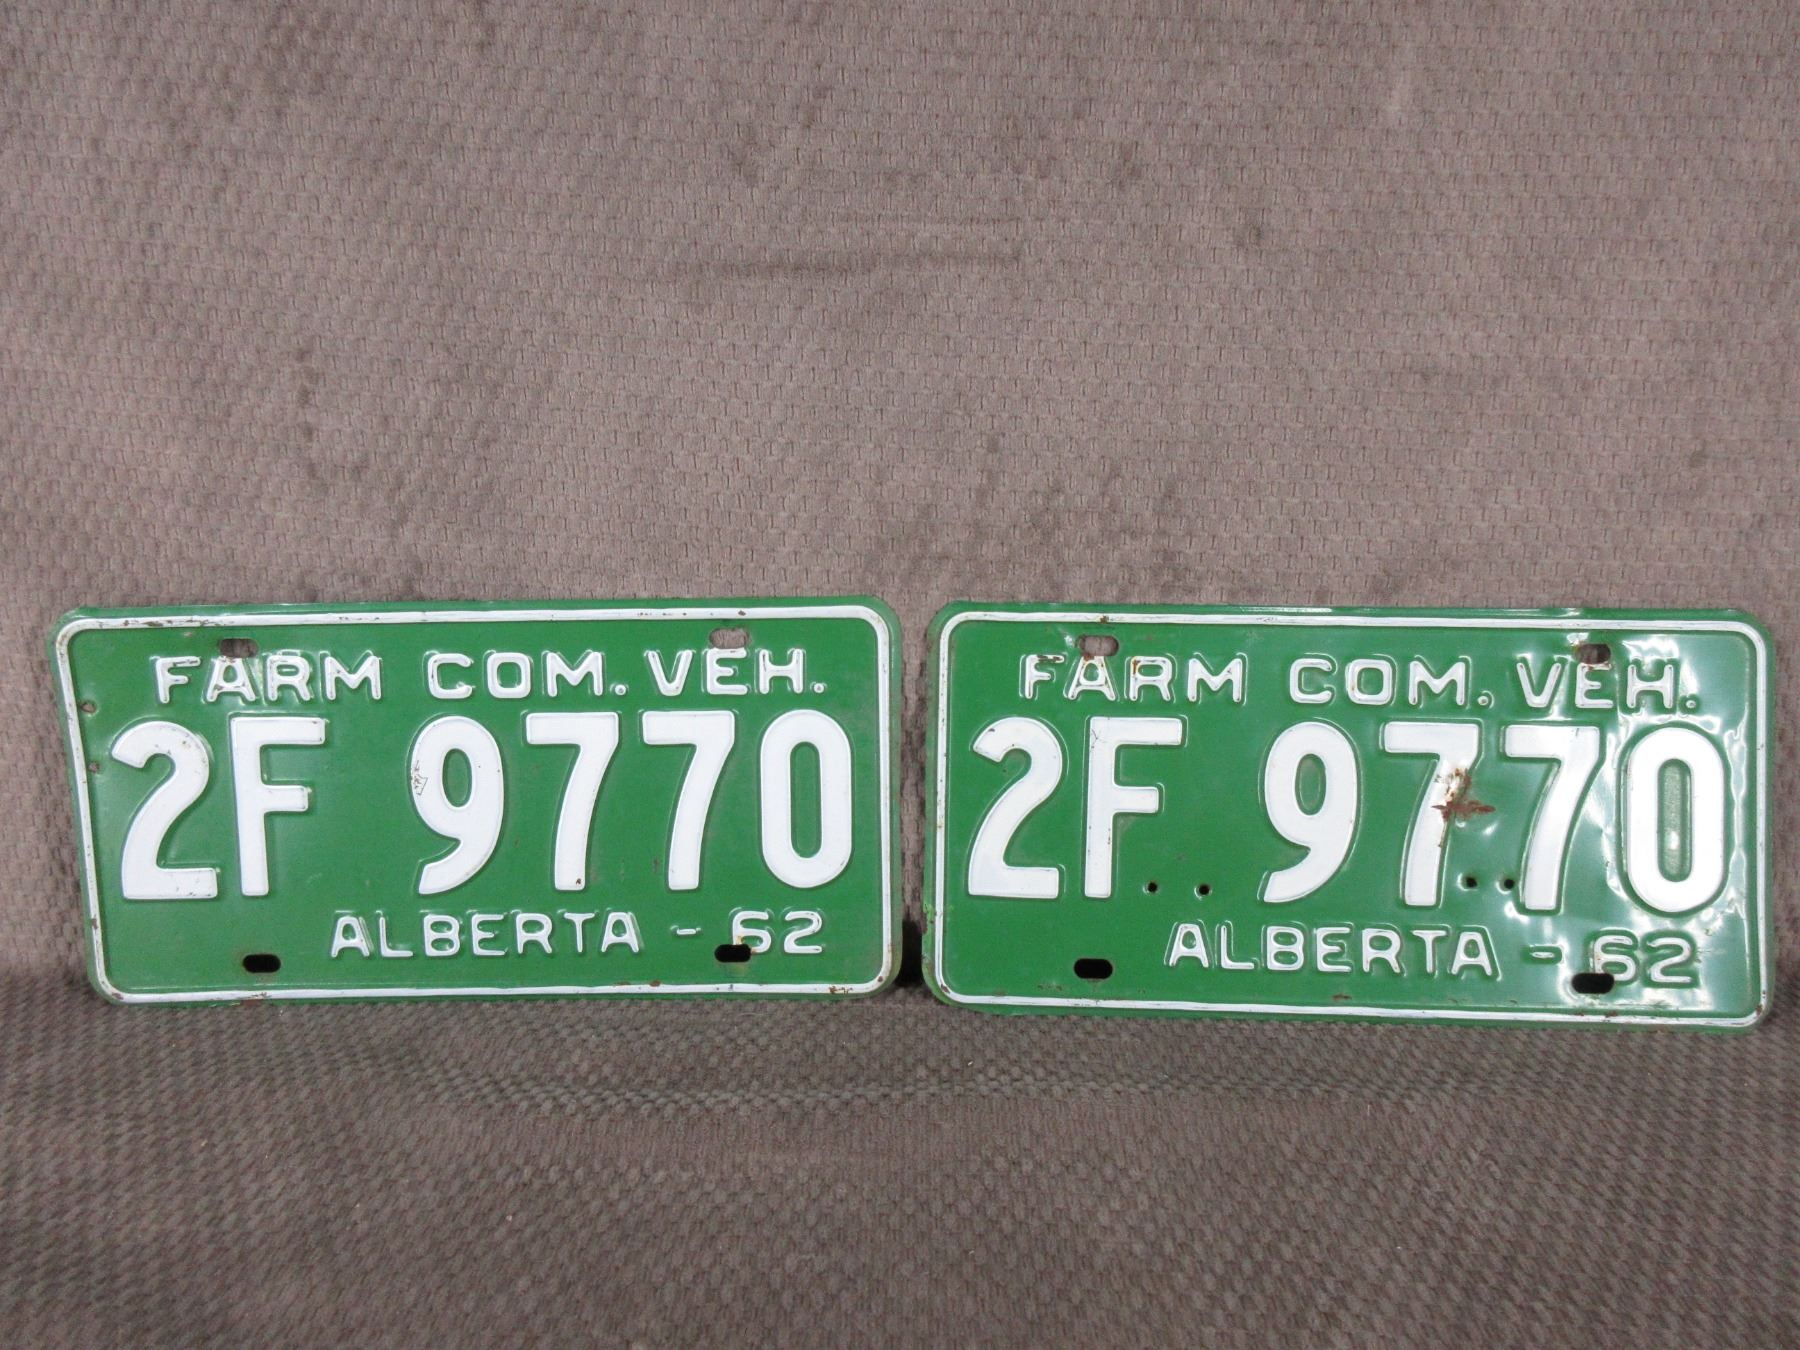 FARM COM. VEH.
2F 9770
ALBERTA - 62
FARM COM. VEH.
2F 9770
ALBERTA - 62